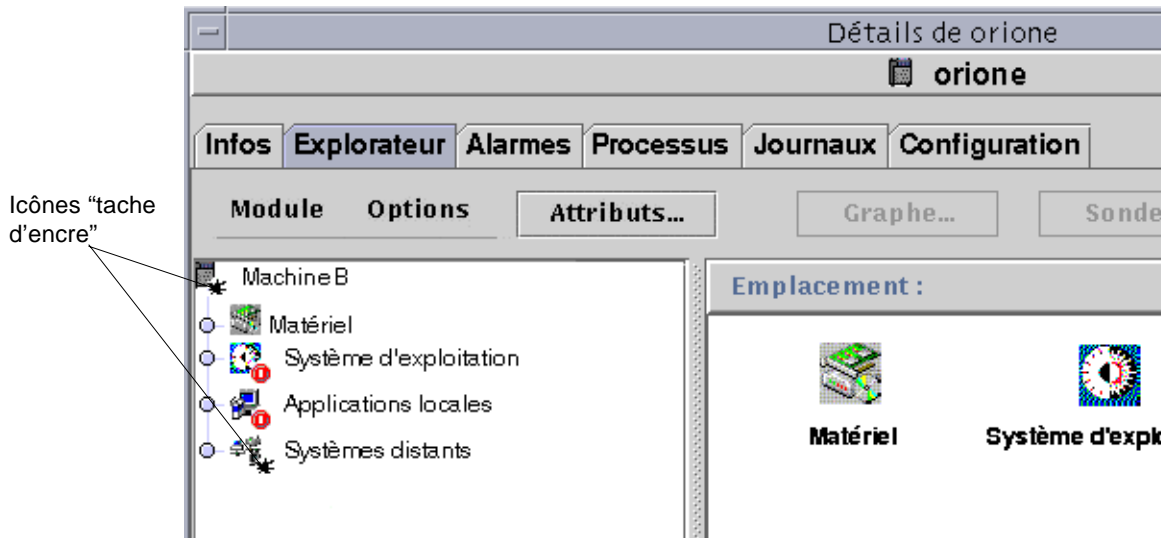 Détails de orione
orione
Infos Explorateur Alarmes Processus Journaux Configuration
Icônes “tache
d’encre”
Module Options Attributs... Graphe... Sonde
Machine B
Matériel
Système d'exploitation
Applications locales
Systèmes distants
Emplacement :
Matériel Système d'explo